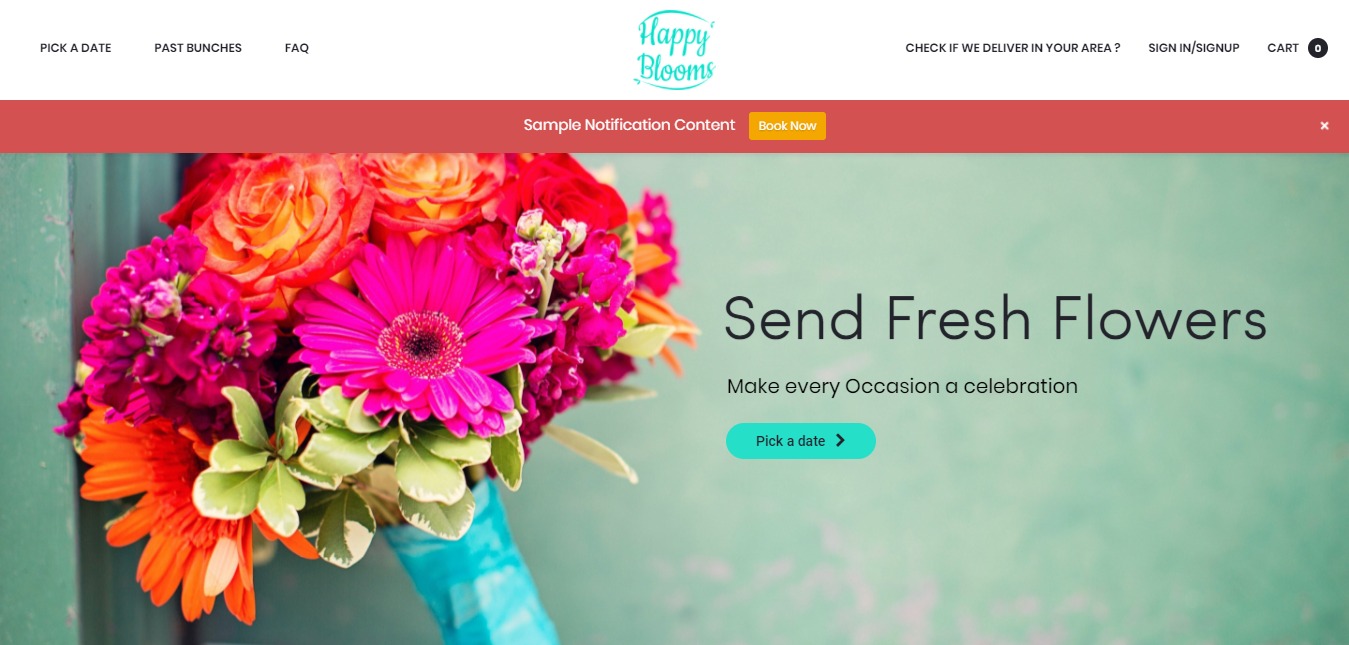 PICK A DATE
PAST BUNCHES
FAQ
Happy
Blooms
CHECK IF WE DELIVER IN YOUR AREA ?
SIGN IN/SIGNUP
CART 0
Sample Notification Content Book Now ×
Send Fresh Flowers
Make every Occasion a celebration
Pick a date